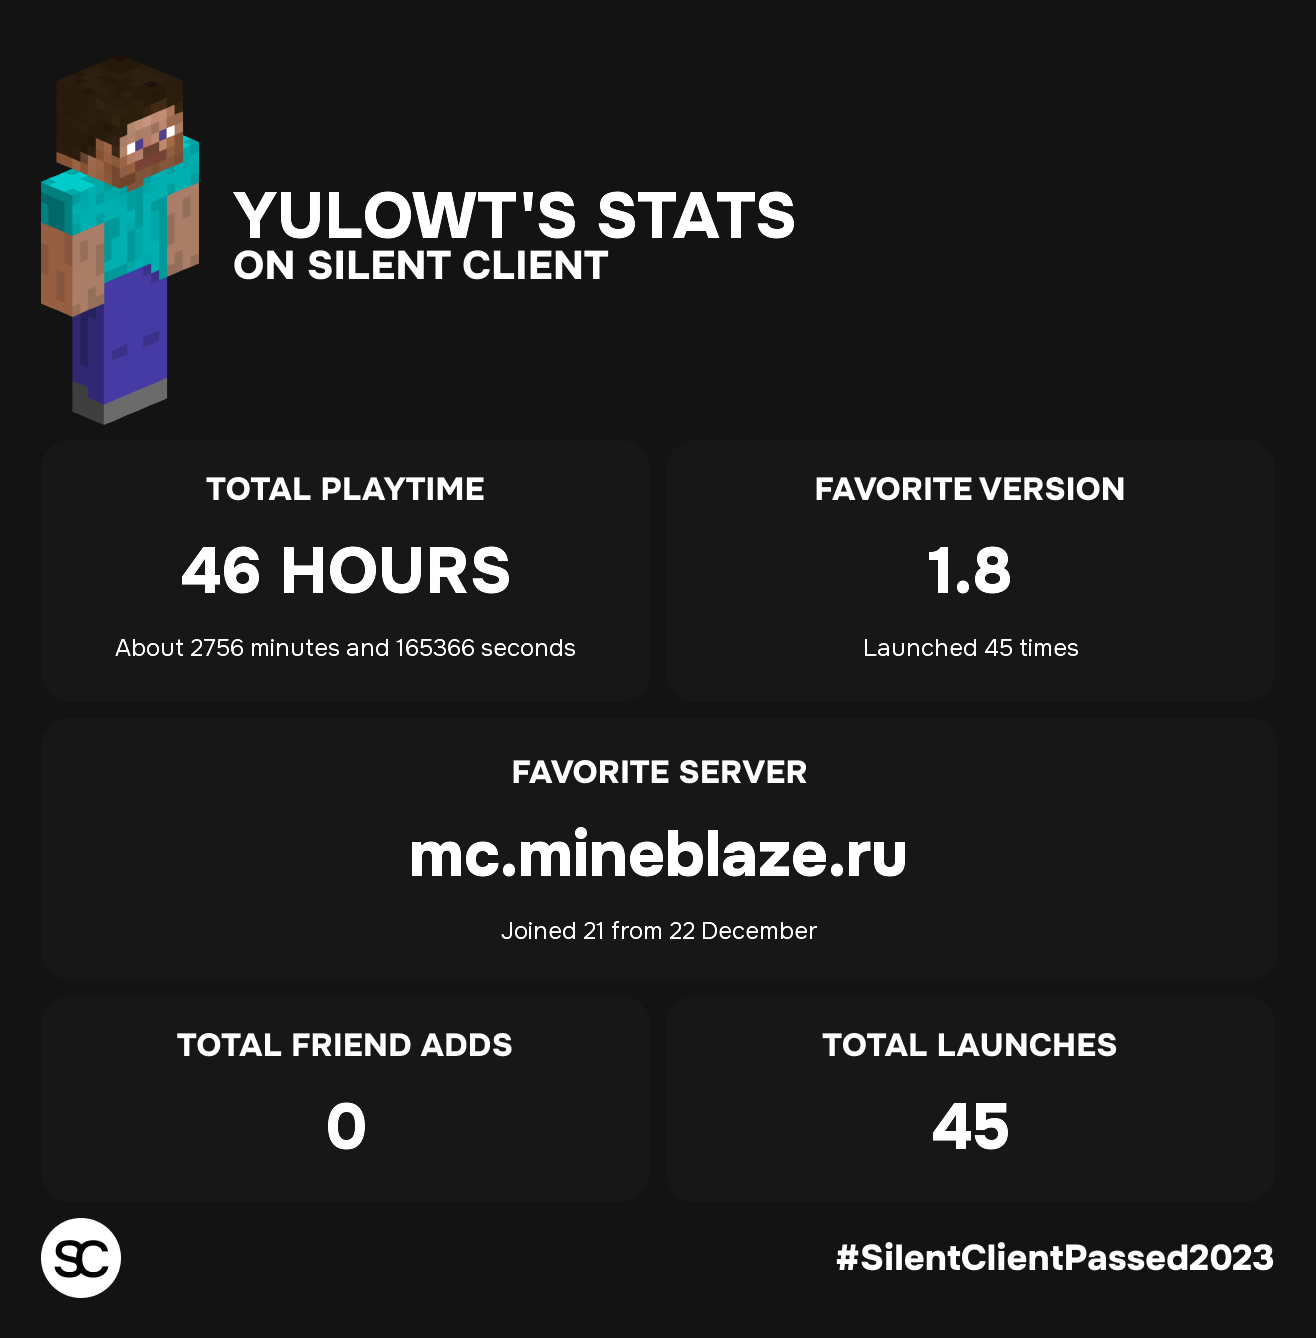 YULOWT'S STATS
ON SILENT CLIENT
TOTAL PLAYTIME
46 HOURS
About 2756 minutes and 165366 seconds
FAVORITE VERSION
1.8
Launched 45 times
FAVORITE SERVER
mc.mineblaze.ru
Joined 21 from 22 December
TOTAL FRIEND ADDS
0
TOTAL LAUNCHES
45
SC
#SilentClientPassed2023